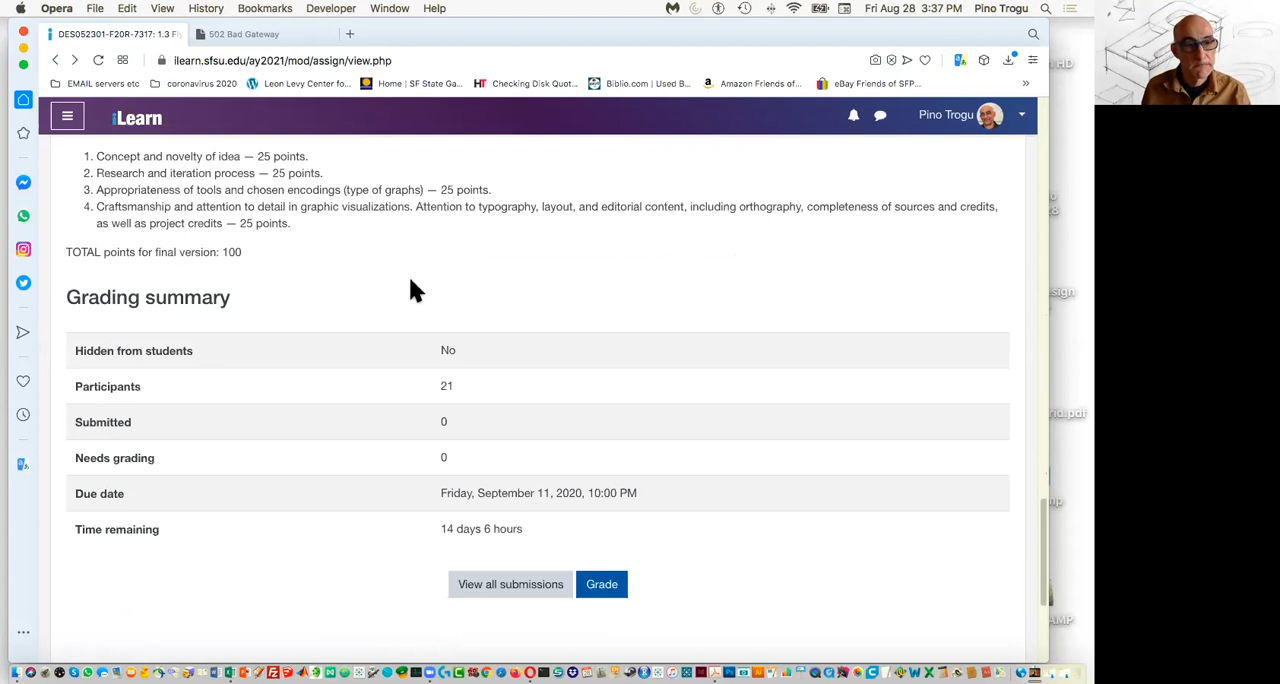 Opera File Edit View History Bookmarks Developer Window Help Fri Aug 28 3:37 PM Pino Trogu
DES052301-F20R-7317: 1.3 Fl 502 Bad Gateway
ilearn.sfsu.edu/ay2021/mod/assign/view.php
EMAIL servers etc coronavirus 2020 Leon Levy Center fo... Home | SF State Ga... HT Checking Disk Quot... Biblio.com | Used B... Amazon Friends of... eBay Friends of SFP...
iLearn Pino Trogu
1. Concept and novelty of idea — 25 points.
2. Research and iteration process — 25 points.
3. Appropriateness of tools and chosen encodings (type of graphs) — 25 points.
4. Craftsmanship and attention to detail in graphic visualizations. Attention to typography, layout, and editorial content, including orthography, completeness of sources and credits,
as well as project credits — 25 points.
TOTAL points for final version: 100
Grading summary
Hidden from students No
Participants 21
Submitted 0
Needs grading 0
Due date Friday, September 11, 2020, 10:00 PM
Time remaining 14 days 6 hours
View all submissions Grade